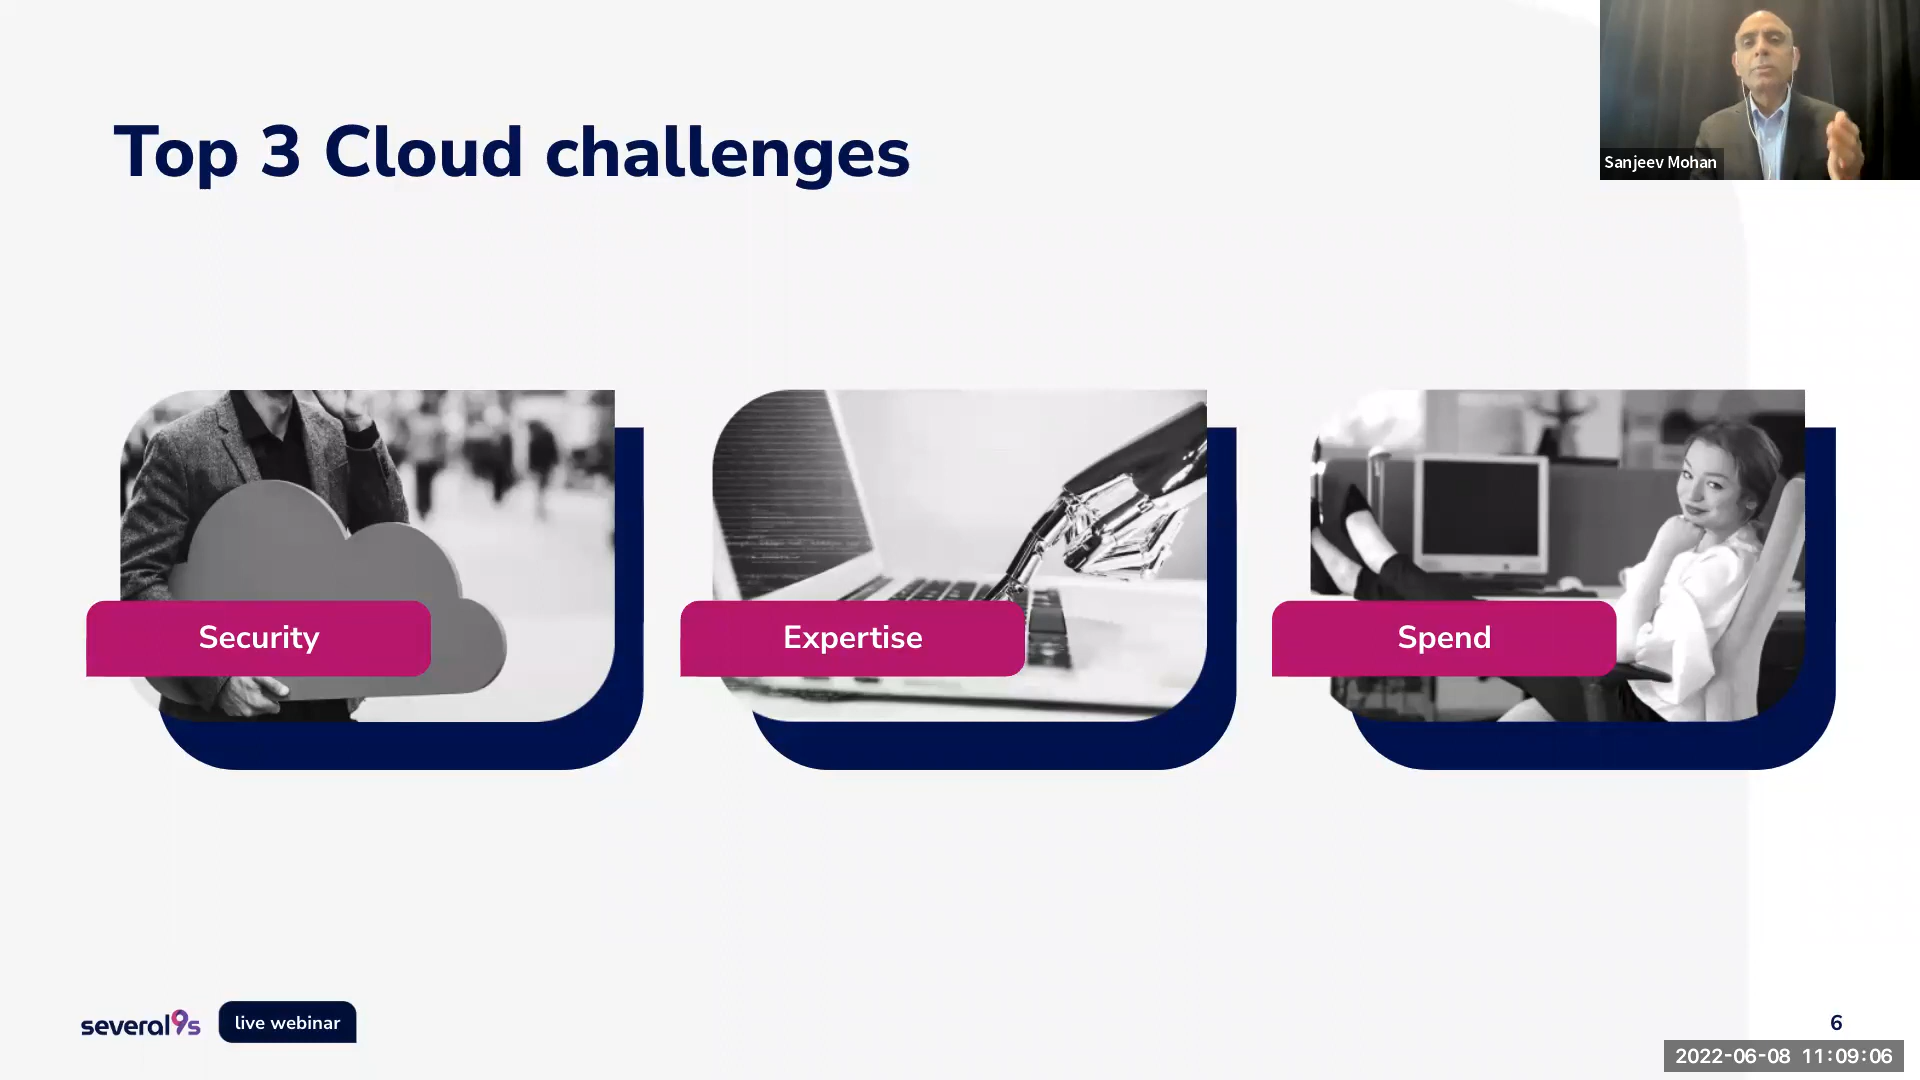 Top 3 Cloud challenges
Sanjeev Mohan
Security
Expertise
Spend
several9s
live webinar
6
2022-06-08 11:09:06